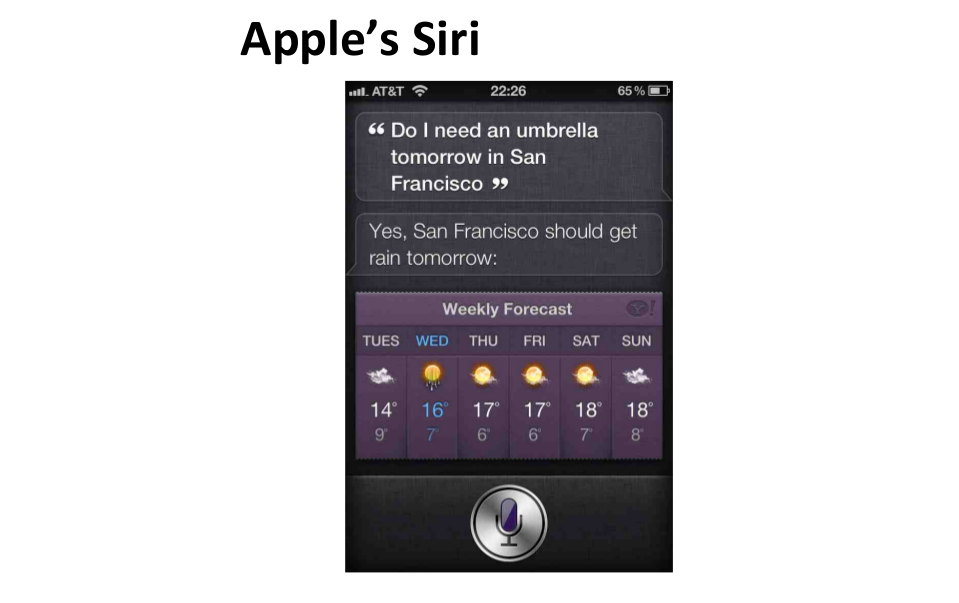 Apple’s Siri
AT&T 22:26 65%
“ Do I need an umbrella
tomorrow in San
Francisco ”
Yes, San Francisco should get
rain tomorrow:
Weekly Forecast Y!
TUES WED THU FRI SAT SUN
14° 16° 17° 17° 18° 18°
9° 7° 6° 6° 7° 8°